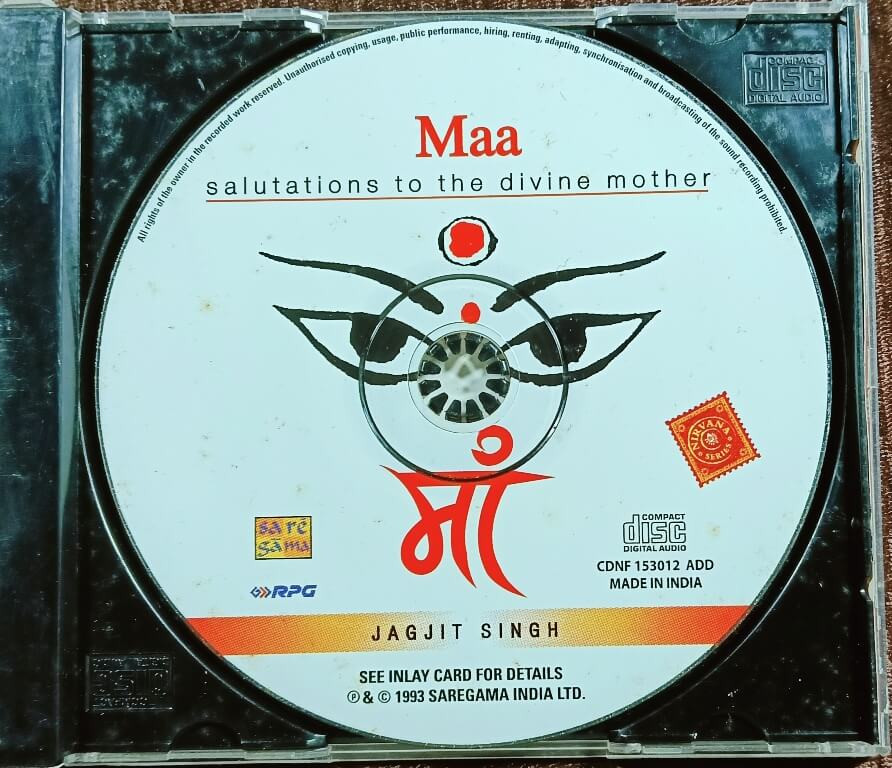 All rights of the owner in the recorded work reserved. Unauthorised copying, usage, public performance, hiring, renting, adapting, synchronisation and broadcasting of the sound recording prohibited.
COMPACT
disc
DIGITAL AUDIO
Maa
salutations to the divine mother
NIRVANA
SERIES
मां
sa re
gama
RPG
COMPACT
disc
DIGITAL AUDIO
CDNF 153012 ADD
MADE IN INDIA
JAGJIT SINGH
SEE INLAY CARD FOR DETAILS
℗ & © 1993 SAREGAMA INDIA LTD.